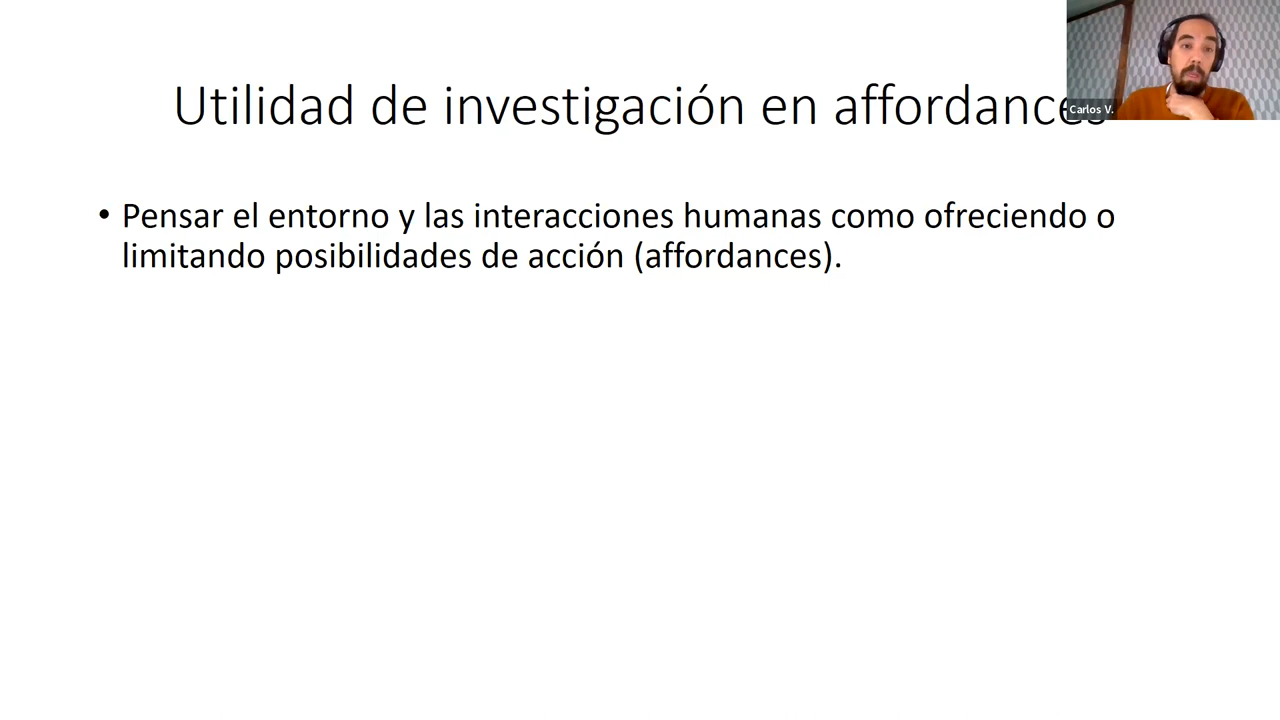 Utilidad de investigación en affordances
Carlos V.
• Pensar el entorno y las interacciones humanas como ofreciendo o
limitando posibilidades de acción (affordances).